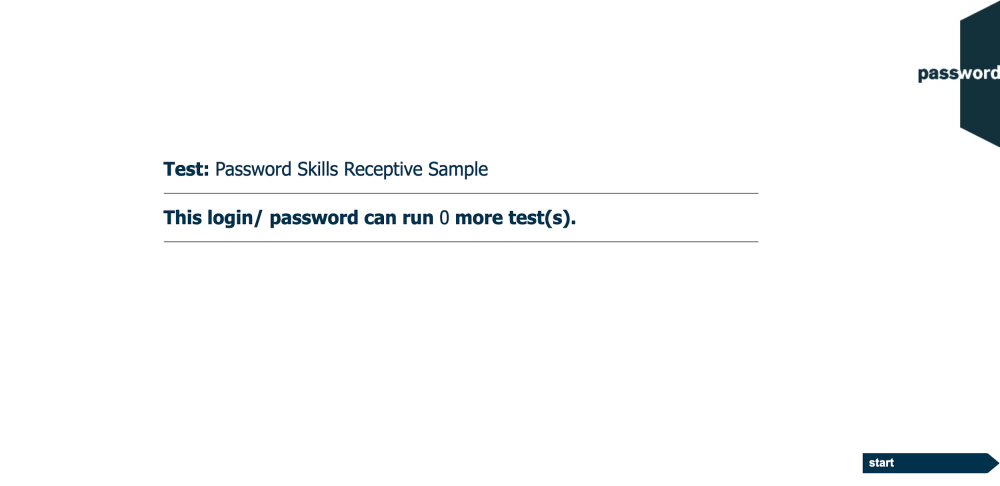 password
Test: Password Skills Receptive Sample
This login/ password can run 0 more test(s).
start